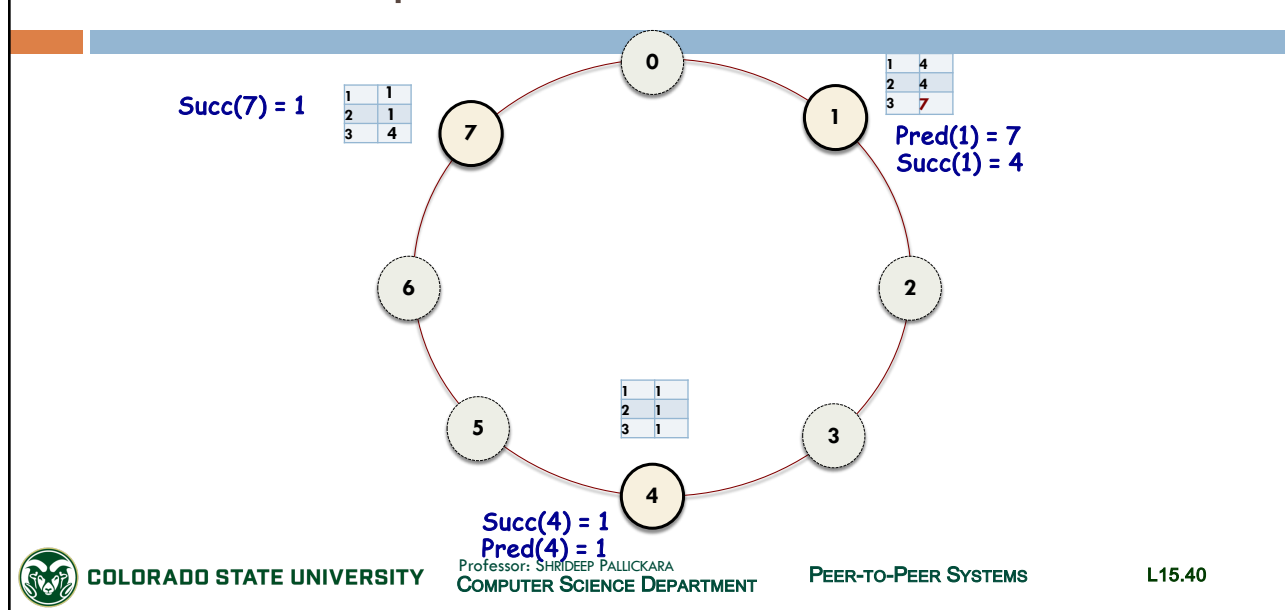 0
1 4
2 4
3 7
1 1
2 1
3 4
Succ(7) = 1
7
1
Pred(1) = 7
Succ(1) = 4
6
2
1 1
2 1
3 1
5
3
4
Succ(4) = 1
Pred(4) = 1
COLORADO STATE UNIVERSITY
Professor: SHRIDEEP PALLICKARA
COMPUTER SCIENCE DEPARTMENT
PEER-TO-PEER SYSTEMS
L15.40